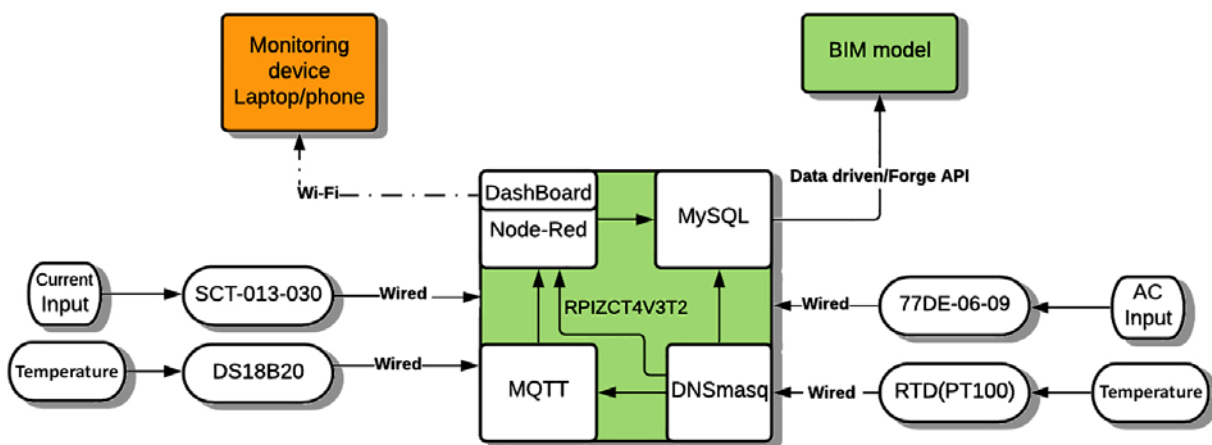 Monitoring
device
Laptop/phone
BIM model
Data driven/Forge API
Wi-Fi
DashBoard
Node-Red
MySQL
Current
Input
SCT-013-030
Wired
RPIZCT4V3T2
Wired
77DE-06-09
AC
Input
Temperature
DS18B20
Wired
MQTT
DNSmasq
Wired
RTD(PT100)
Temperature